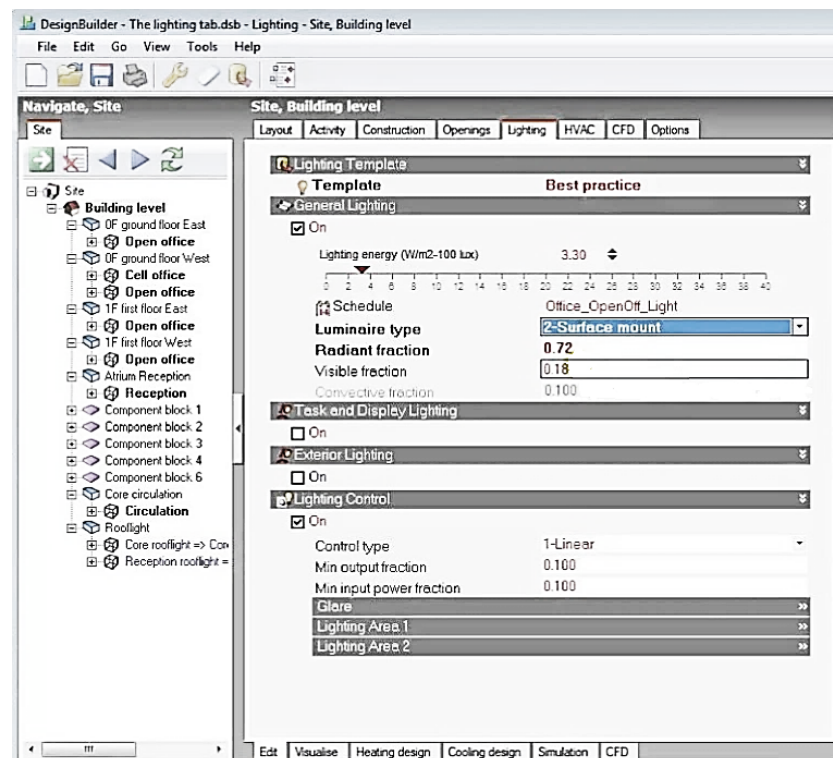 DesignBuilder - The lighting tab.dsb - Lighting - Site, Building level
File Edit Go View Tools Help
Navigate, Site
Site
Site
Building level
0F ground floor East
Open office
0F ground floor West
Cell office
Open office
1F first floor East
Open office
1F first floor West
Open office
Atrium Reception
Reception
Component block 1
Component block 2
Component block 3
Component block 4
Component block 6
Core circulation
Circulation
Rooflight
Core rooflight => Cor
Reception rooflight =
Site, Building level
Layout Activity Construction Openings Lighting HVAC CFD Options
Lighting Template
Template Best practice
General Lighting
On
Lighting energy (W/m2-100 lux) 3.30
0 2 4 6 8 10 12 14 16 18 20 22 24 26 28 30 32 34 36 38 40
Schedule Office_OpenOff_Light
Luminaire type 2-Surface mount
Radiant fraction 0.72
Visible fraction 0.18
Convective fraction 0.100
Task and Display Lighting
On
Exterior Lighting
On
Lighting Control
On
Control type 1-Linear
Min output fraction 0.100
Min input power fraction 0.100
Glare
Lighting Area 1
Lighting Area 2
Edit Visualise Heating design Cooling design Simulation CFD